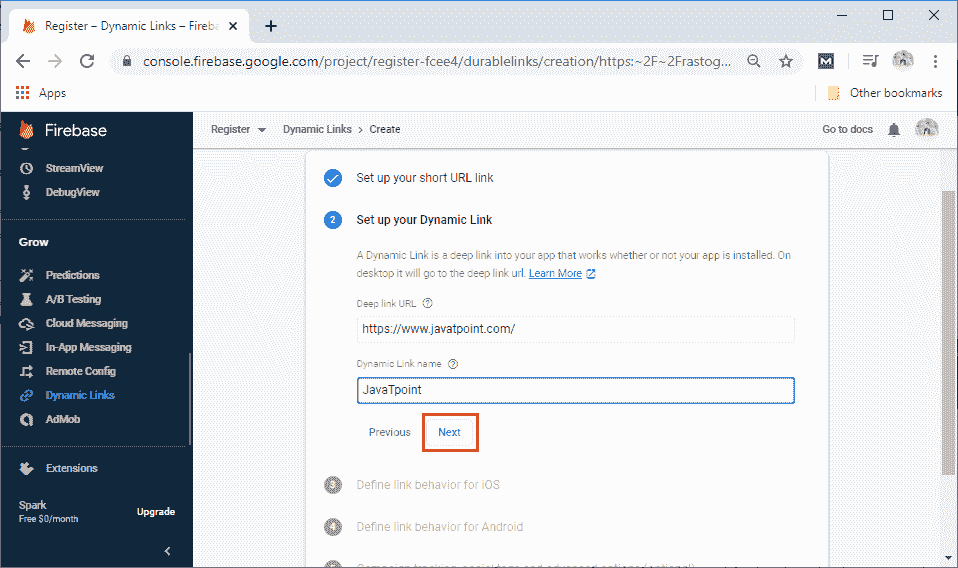 Register – Dynamic Links – Fireba
console.firebase.google.com/project/register-fcee4/durablelinks/creation/https:~2F~2Frastog...
M
Apps
Other bookmarks
Firebase
Register
Dynamic Links > Create
Go to docs
StreamView
DebugView
Grow
Predictions
A/B Testing
Cloud Messaging
In-App Messaging
Remote Config
Dynamic Links
AdMob
Extensions
Spark
Free $0/month
Upgrade
Set up your short URL link
2 Set up your Dynamic Link
A Dynamic Link is a deep link into your app that works whether or not your app is installed. On
desktop it will go to the deep link url. Learn More
Deep link URL
https://www.javatpoint.com/
Dynamic Link name
JavaTpoint
Previous Next
3 Define link behavior for iOS
4 Define link behavior for Android